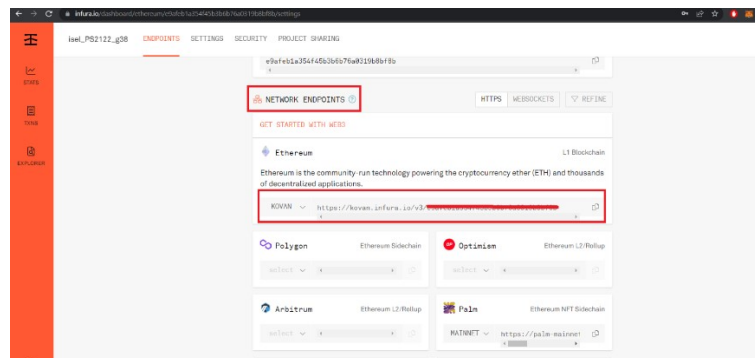 infura.io/dashboard/ethereum/
isel_PS2122_g38 ENDPOINTS SETTINGS SECURITY PROJECT SHARING
STATS
TXNS
EXPLORER
NETWORK ENDPOINTS
HTTPS WEBSOCKETS REFINE
GET STARTED WITH WEB3
Ethereum L1 Blockchain
Ethereum is the community-run technology powering the cryptocurrency ether (ETH) and thousands
of decentralized applications.
KOVAN https://kovan.infura.io/v3/
Polygon Ethereum Sidechain
Optimism Ethereum L2/Rollup
select
select
Arbitrum Ethereum L2/Rollup
Palm Ethereum NFT Sidechain
select
MAINNET https://palm-mainnet